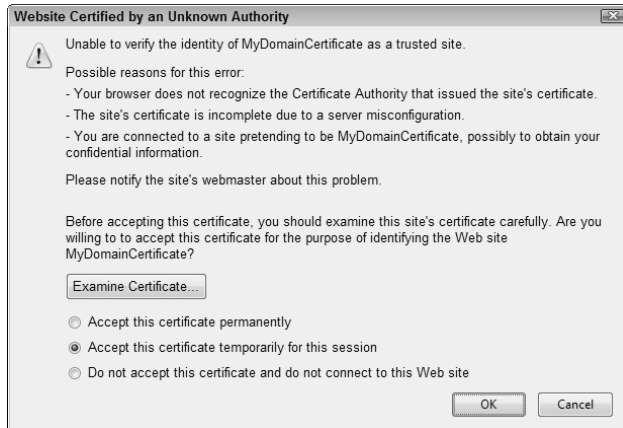 Website Certified by an Unknown Authority
Unable to verify the identity of MyDomainCertificate as a trusted site.
Possible reasons for this error:
- Your browser does not recognize the Certificate Authority that issued the site's certificate.
- The site's certificate is incomplete due to a server misconfiguration.
- You are connected to a site pretending to be MyDomainCertificate, possibly to obtain your
confidential information.
Please notify the site's webmaster about this problem.
Before accepting this certificate, you should examine this site's certificate carefully. Are you
willing to to accept this certificate for the purpose of identifying the Web site
MyDomainCertificate?
Examine Certificate...
Accept this certificate permanently
Accept this certificate temporarily for this session
Do not accept this certificate and do not connect to this Web site
OK Cancel